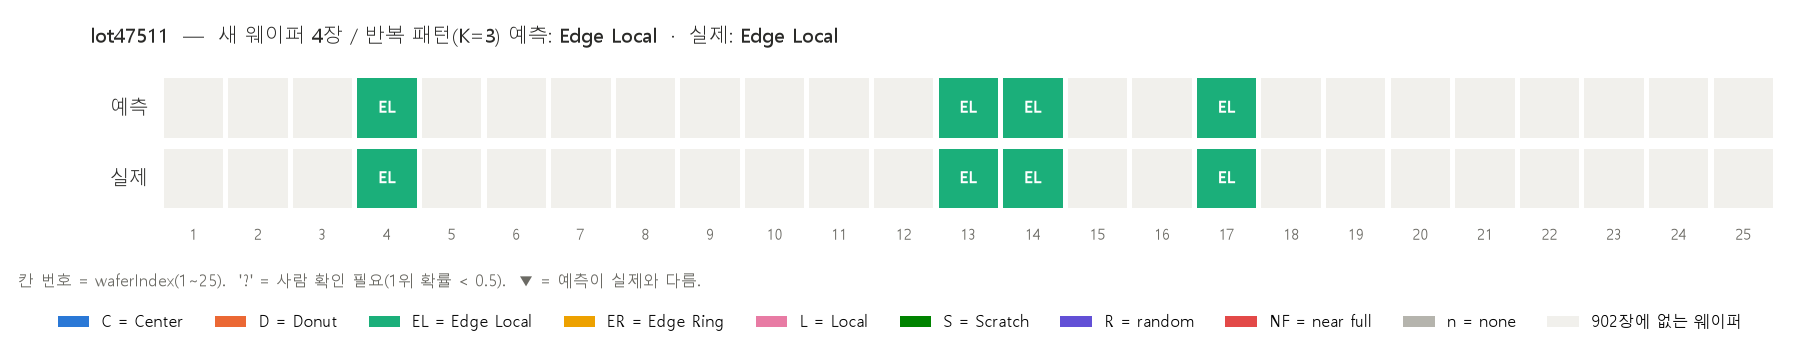 lot47511 — 새 웨이퍼 4장 / 반복 패턴(K=3) 예측: Edge Local · 실제: Edge Local
예측 EL EL EL EL
실제 EL EL EL EL
1 2 3 4 5 6 7 8 9 10 11 12 13 14 15 16 17 18 19 20 21 22 23 24 25
칸 번호 = waferIndex(1~25). '?' = 사람 확인 필요(1위 확률 < 0.5). ▼ = 예측이 실제와 다름.
C = Center D = Donut EL = Edge Local ER = Edge Ring L = Local S = Scratch R = random NF = near full n = none 902장에 없는 웨이퍼